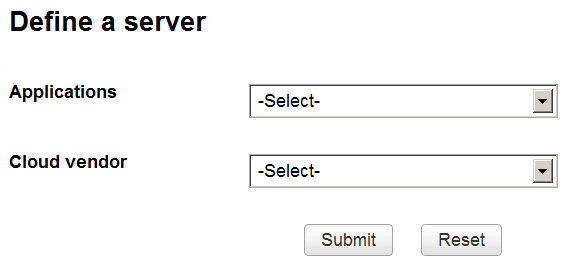 Define a server
Applications -Select-
Cloud vendor -Select-
Submit Reset